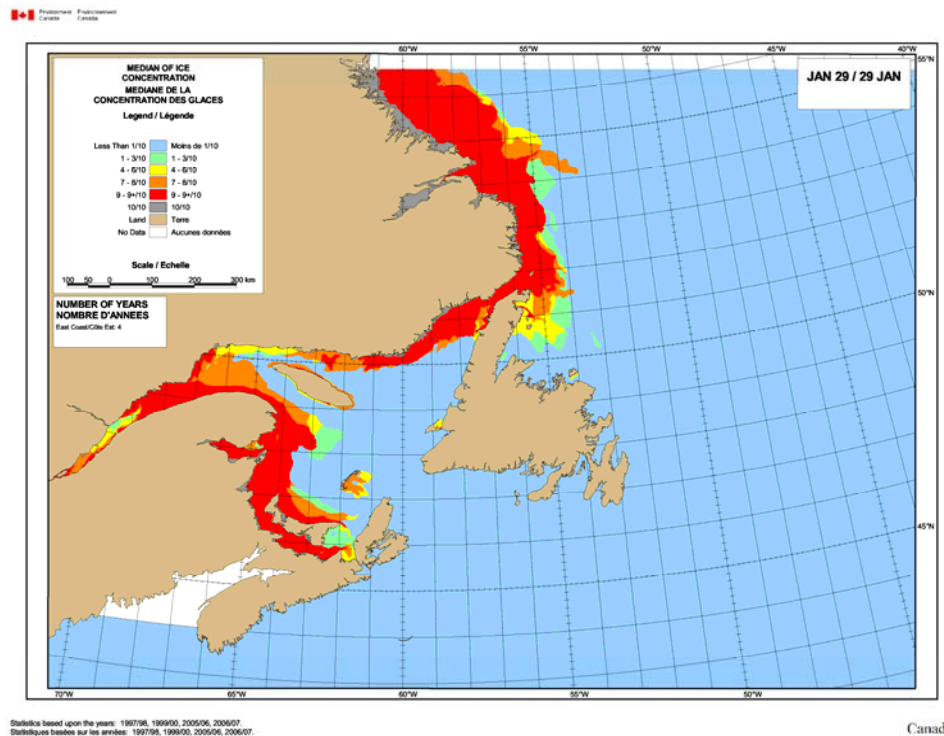 Environment Environnement
Canada Canada
60°W 55°W 50°W 45°W 40°W
MEDIAN OF ICE
CONCENTRATION
MEDIANE DE LA
CONCENTRATION DES GLACES
Legend / Légende
Less Than 1/10 Moins de 1/10
1 - 3/10 1 - 3/10
4 - 6/10 4 - 6/10
7 - 8/10 7 - 8/10
9 - 9+/10 9 - 9+/10
10/10 10/10
Land Terre
No Data Aucunes données
Scale / Echelle
100 50 0 100 200 300 km
NUMBER OF YEARS
NOMBRE D'ANNEES
East Coast/Côte Est: 4
JAN 29 / 29 JAN
55°N
50°N
45°N
70°W 65°W 60°W 55°W 50°W 45°W
Statistics based upon the years: 1997/98, 1999/00, 2005/06, 2006/07.
Statistiques basées sur les années: 1997/98, 1999/00, 2005/06, 2006/07.
Canad